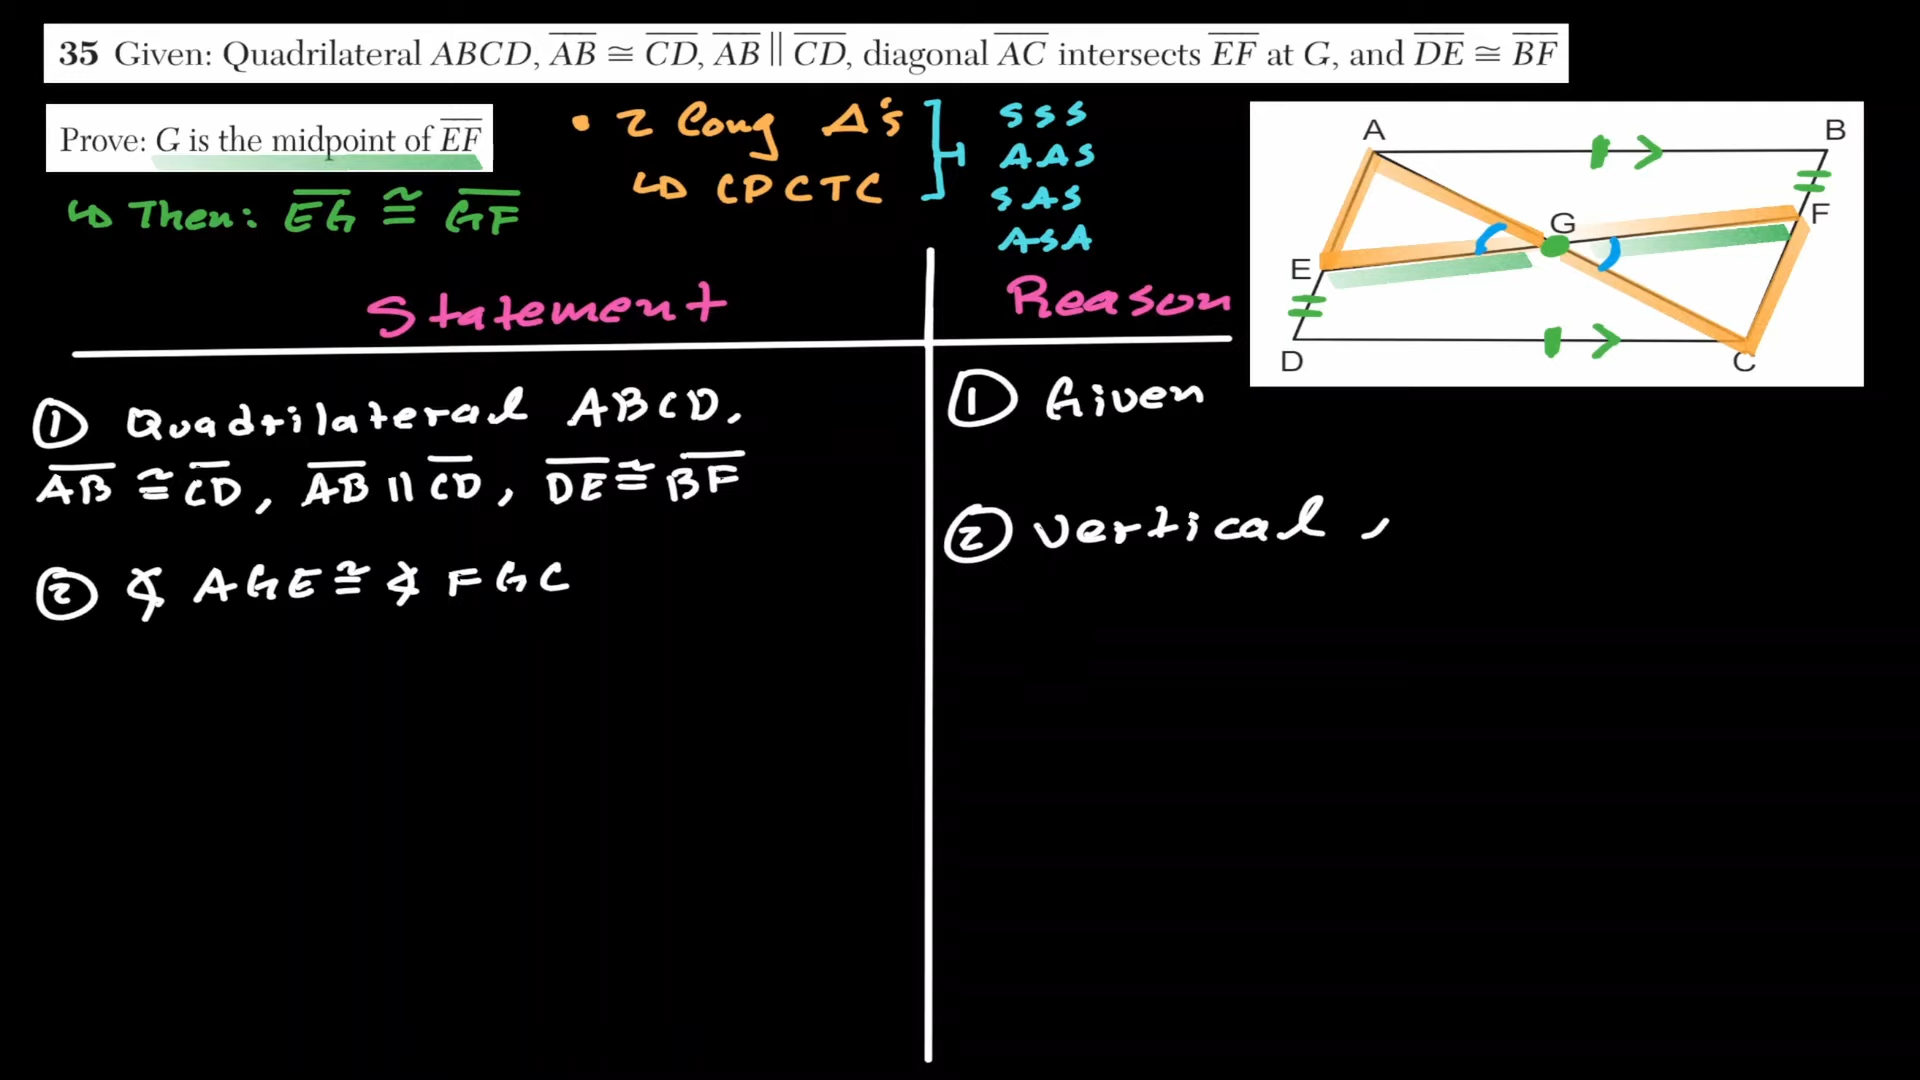 35 Given: Quadrilateral ABCD, AB ≅ CD, AB || CD, diagonal AC intersects EF at G, and DE ≅ BF
Prove: G is the midpoint of EF
↳ Then: EG ≅ GF
• 2 Cong Δ's
↳ CPCTC
SSS
AAS
SAS
ASA
A
B
G
F
E
D
C
Statement
Reason
① Quadrilateral ABCD,
AB ≅ CD, AB || CD, DE ≅ BF
① Given
② ∢ AGE ≅ ∢ FGC
② Vertical